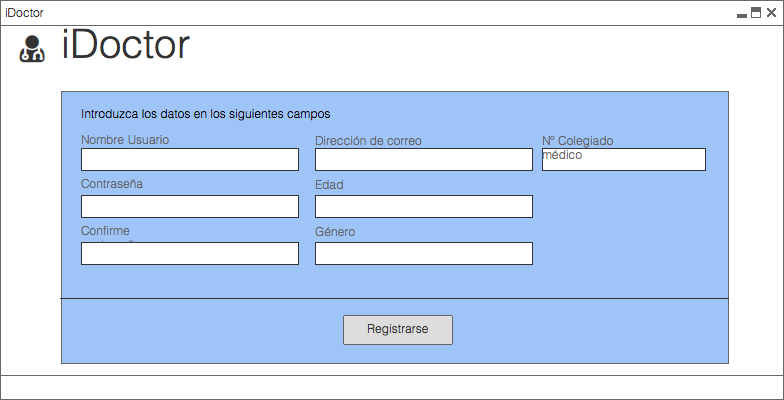 iDoctor
iDoctor
Introduzca los datos en los siguientes campos
Nombre Usuario
Dirección de correo
Nº Colegiado
médico
Contraseña
Edad
Confirme
Género
Registrarse